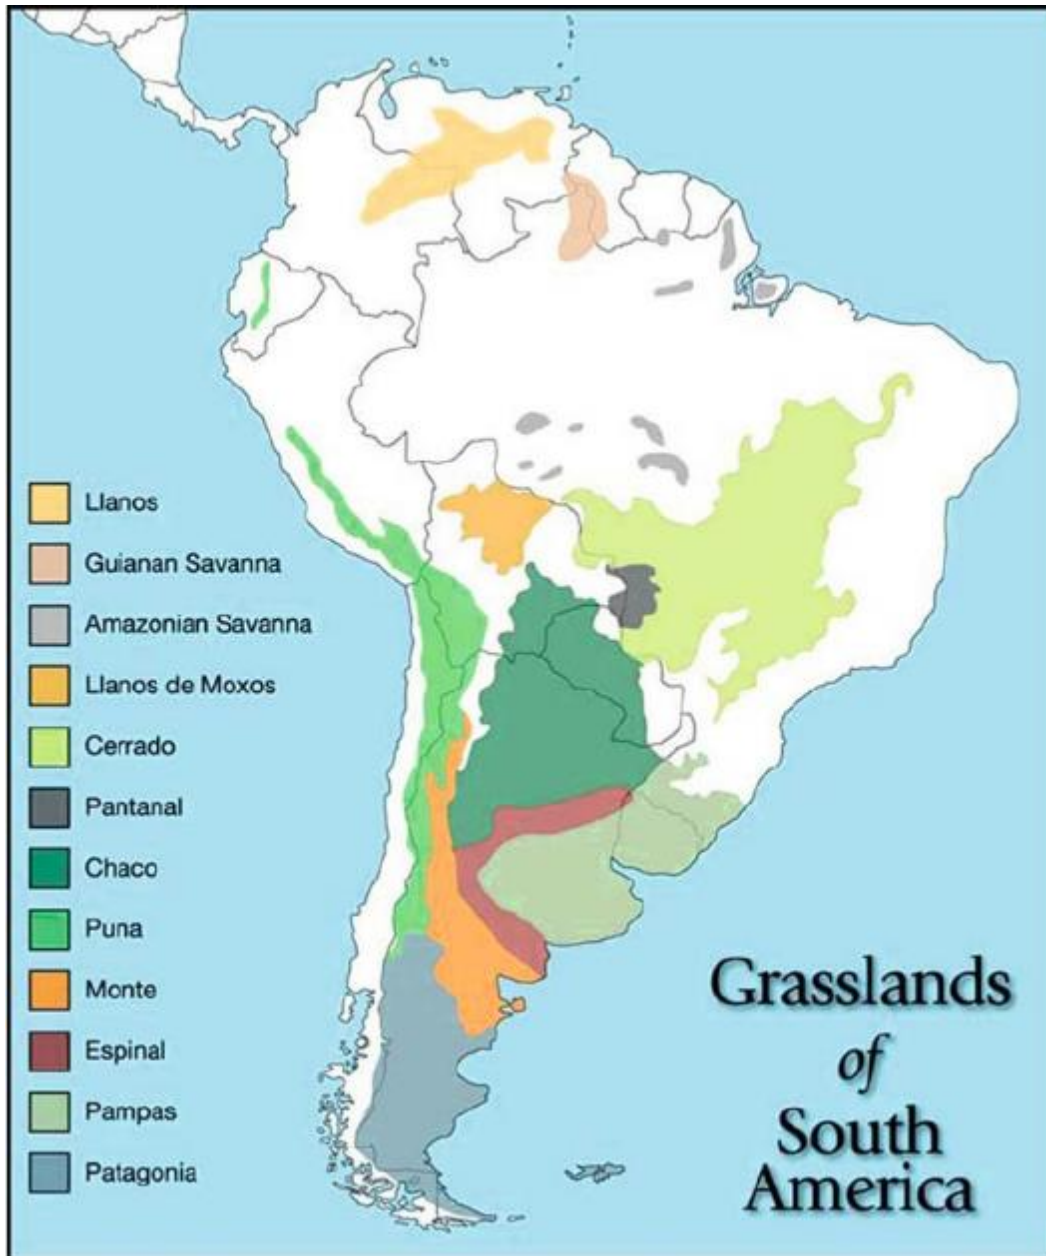 Llanos
Guianan Savanna
Amazonian Savanna
Llanos de Moxos
Cerrado
Pantanal
Chaco
Puna
Monte
Espinal
Pampas
Patagonia
Grasslands
of
South
America